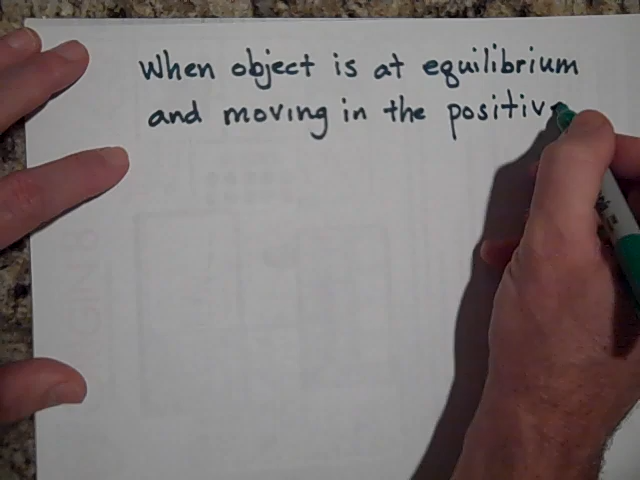 When object is at equilibrium
and moving in the positiv